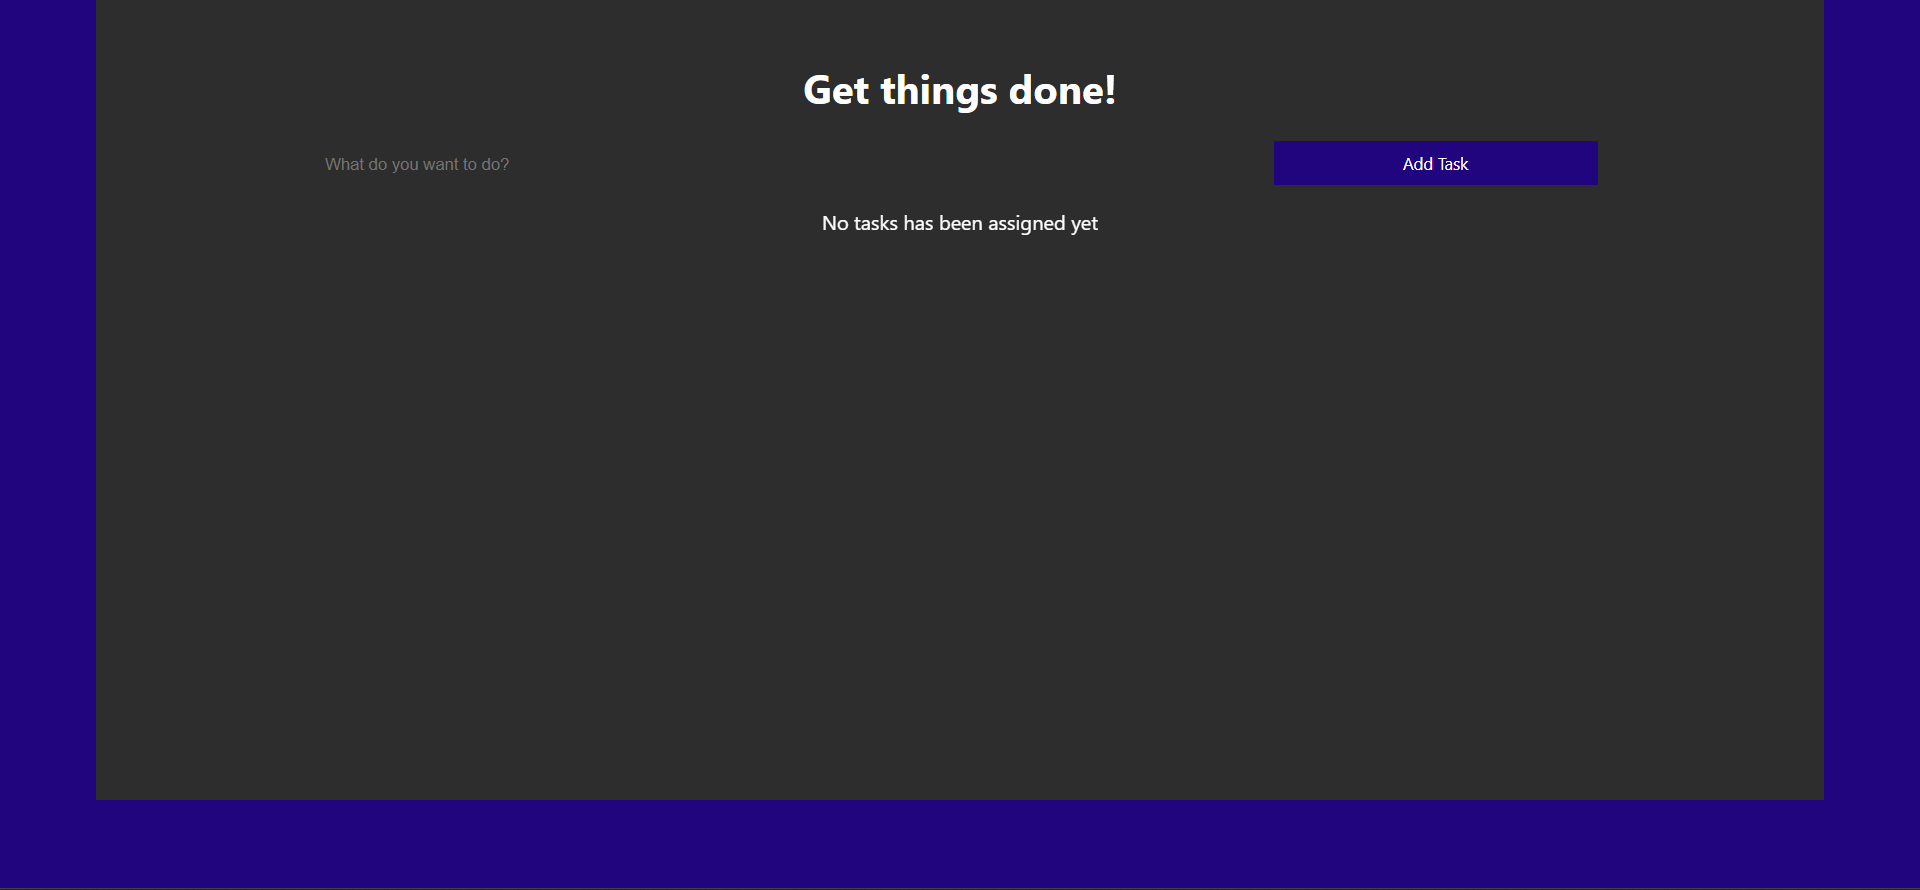 Get things done!
What do you want to do?
Add Task
No tasks has been assigned yet